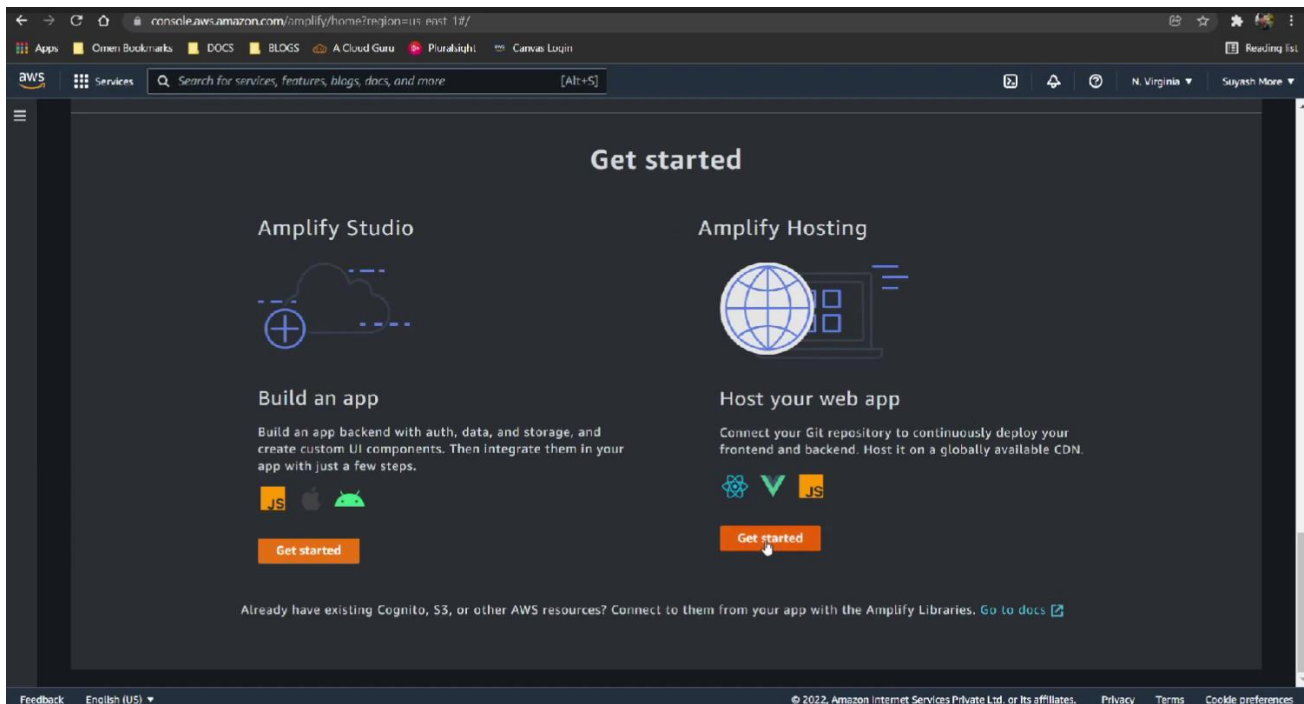 console.aws.amazon.com/amplify/home?region=us-east-1#/
Apps Omen Bookmarks DOCS BLOGS A Cloud Guru Pluralsight Canvas Login Reading list
aws Services Search for services, features, blogs, docs, and more [Alt+S] N. Virginia ▼ Suyash More ▼
Get started
Amplify Studio
Build an app
Build an app backend with auth, data, and storage, and
create custom UI components. Then integrate them in your
app with just a few steps.
JS
Get started
Amplify Hosting
Host your web app
Connect your Git repository to continuously deploy your
frontend and backend. Host it on a globally available CDN.
JS
Get started
Already have existing Cognito, S3, or other AWS resources? Connect to them from your app with the Amplify Libraries. Go to docs
Feedback English (US) ▼ © 2022, Amazon Internet Services Private Ltd. or its affiliates. Privacy Terms Cookie preferences